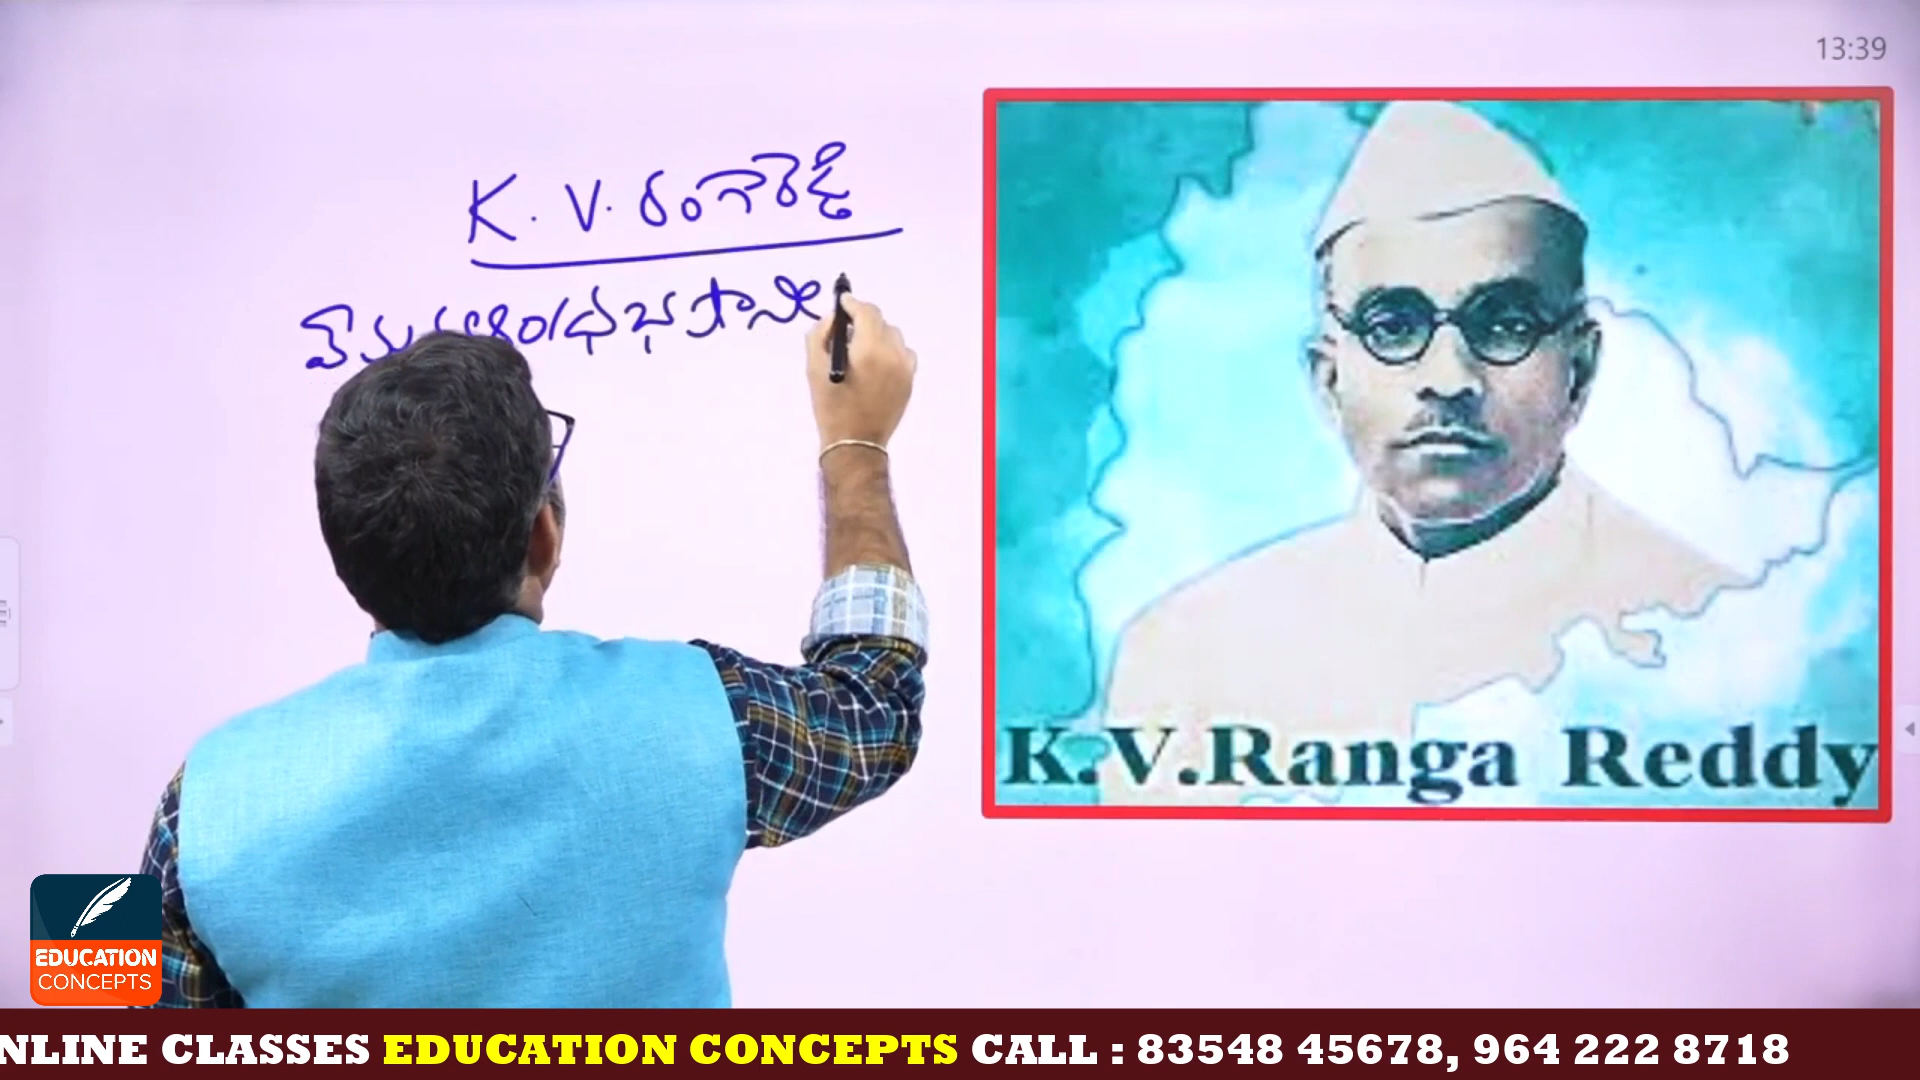 13:39
K. V. రంగారెడ్డి
K.V.Ranga Reddy
EDUCATION
CONCEPTS
NLINE CLASSES EDUCATION CONCEPTS CALL : 83548 45678, 964 222 8718